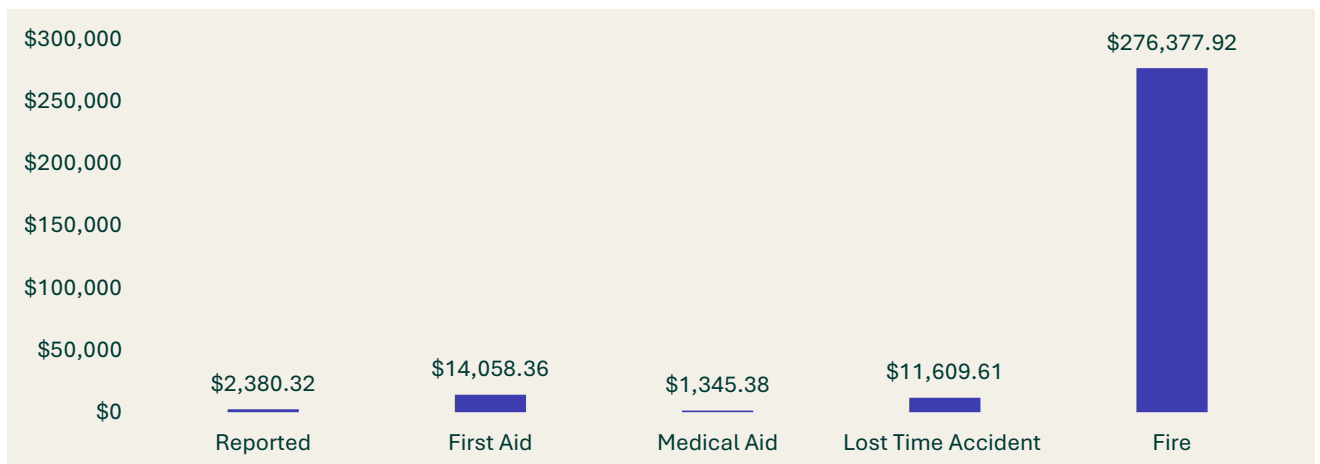 $300,000
$250,000
$200,000
$150,000
$100,000
$50,000
$0
$2,380.32
$14,058.36
$1,345.38
$11,609.61
$276,377.92
Reported
First Aid
Medical Aid
Lost Time Accident
Fire